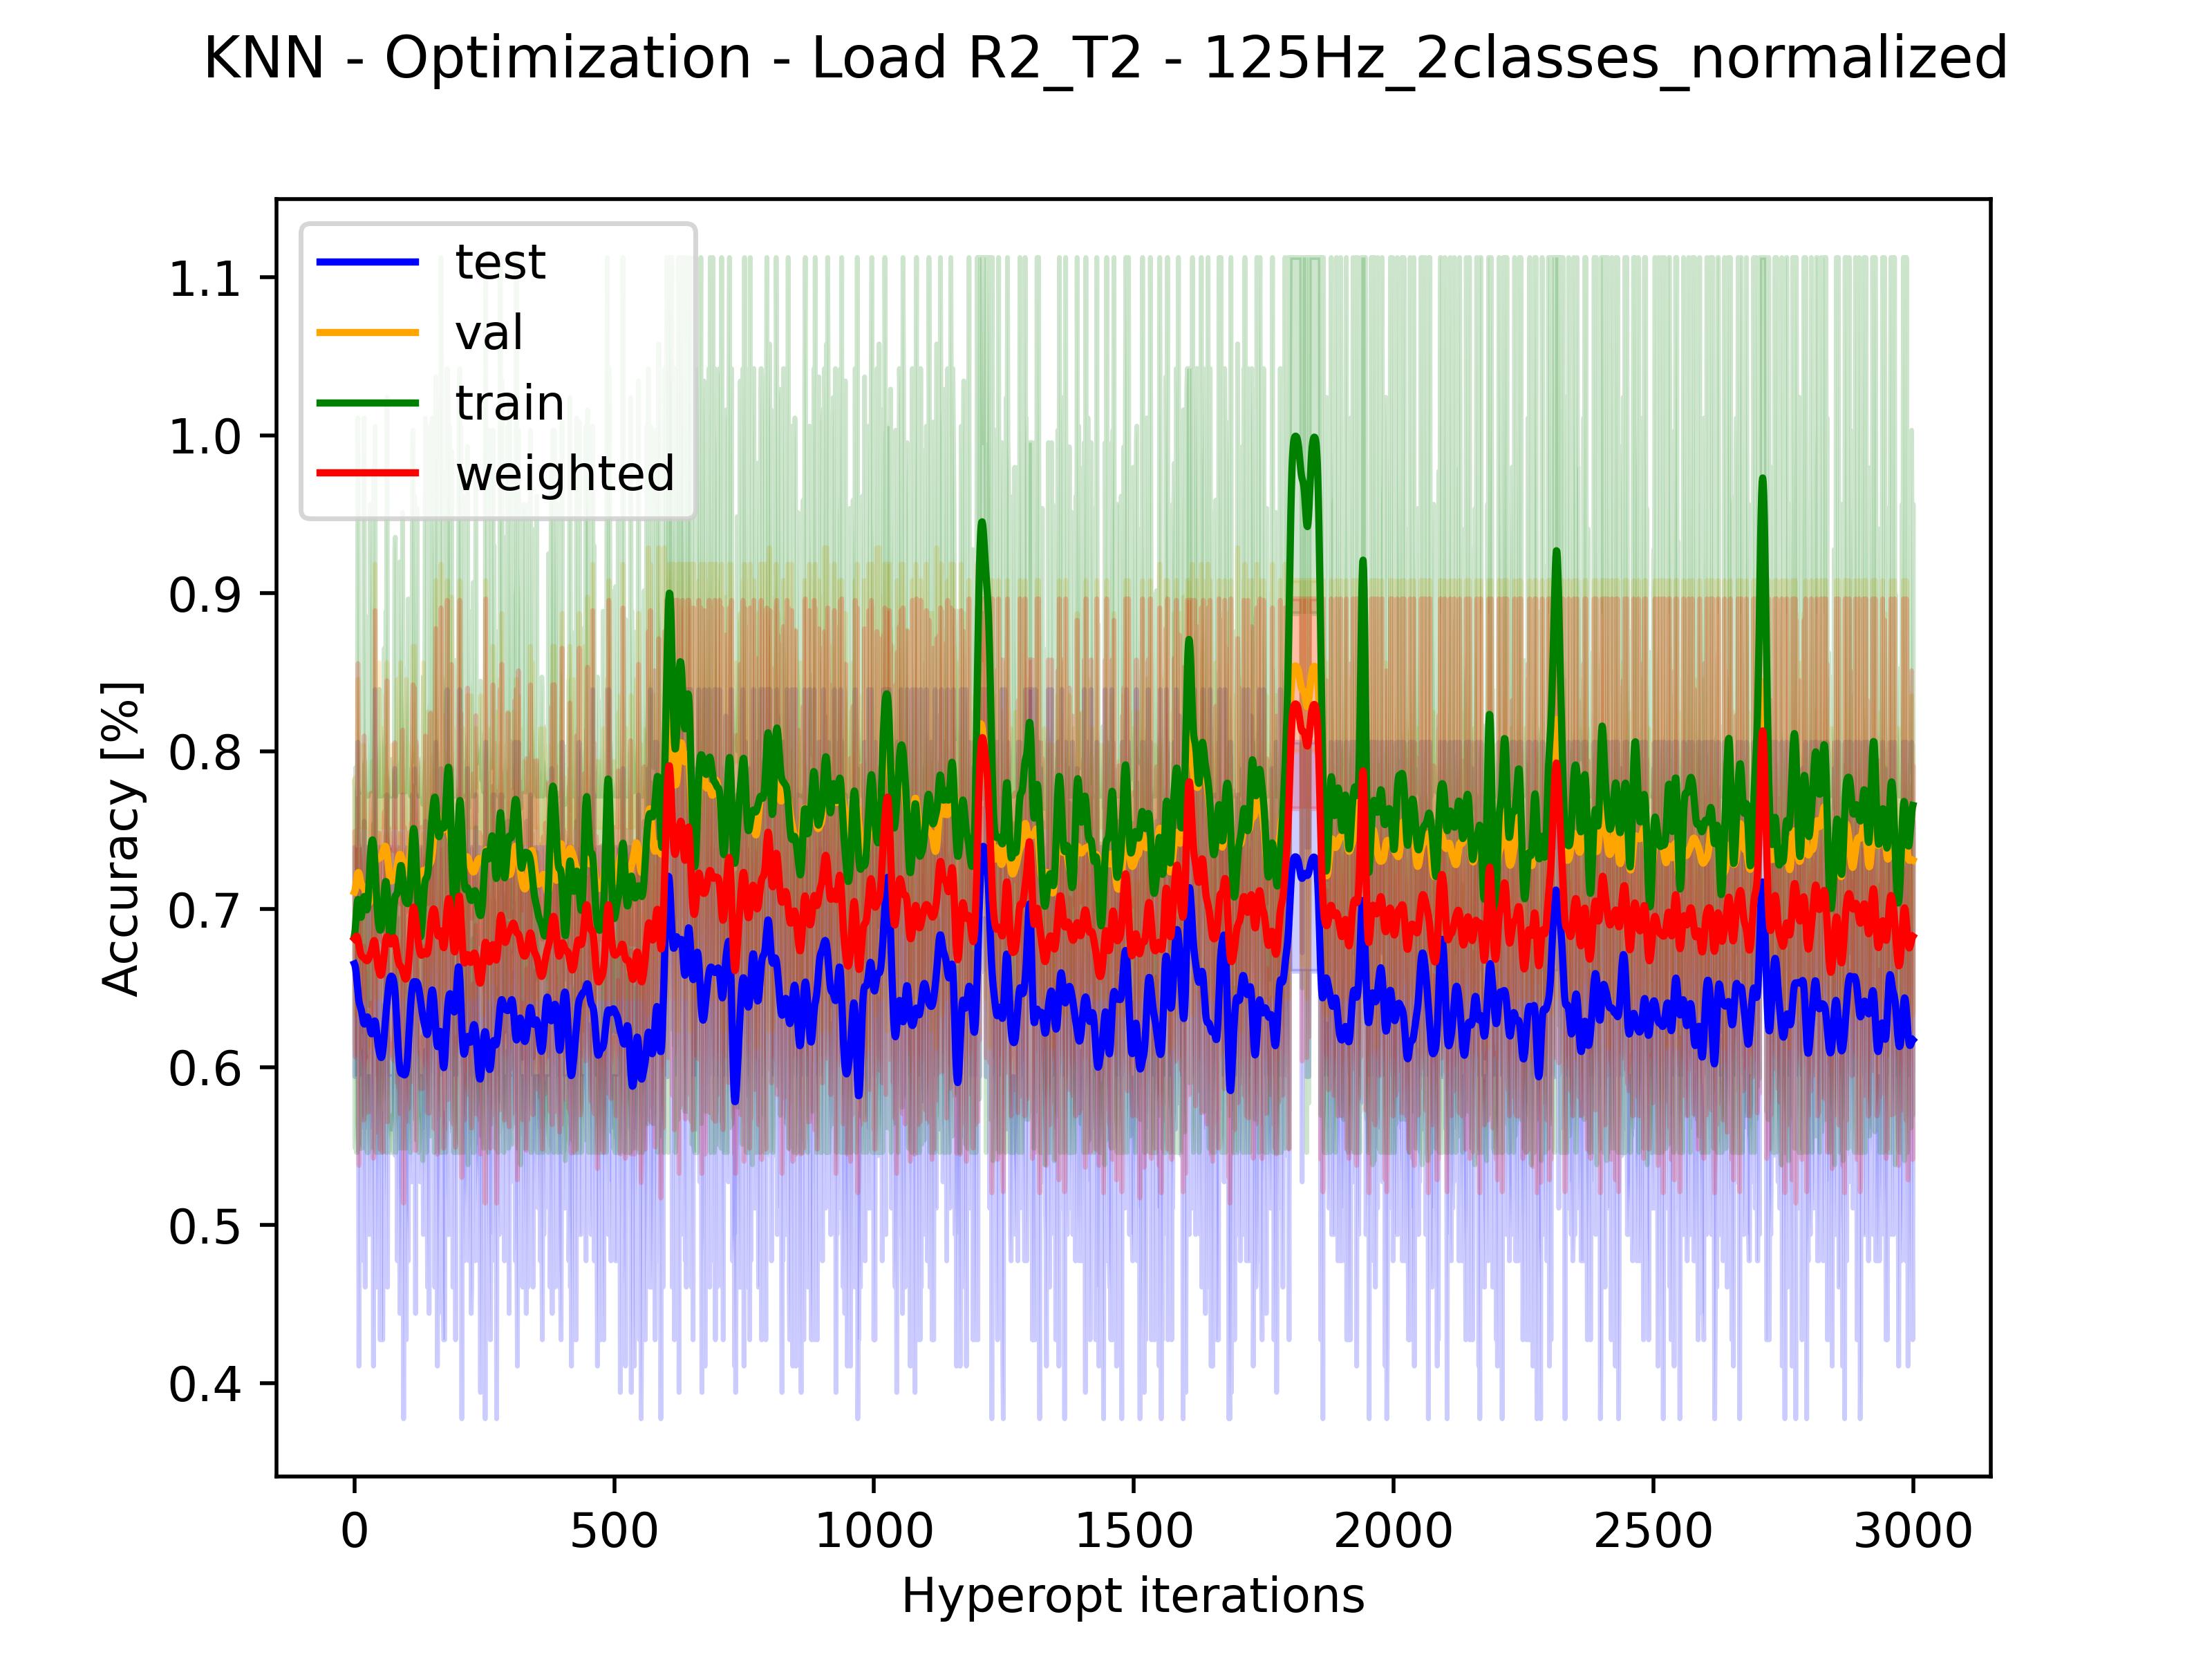 KNN - Optimization - Load R2_T2 - 125Hz_2classes_normalized
test
val
train
weighted
Accuracy [%]
1.1
1.0
0.9
0.8
0.7
0.6
0.5
0.4
0 500 1000 1500 2000 2500 3000
Hyperopt iterations